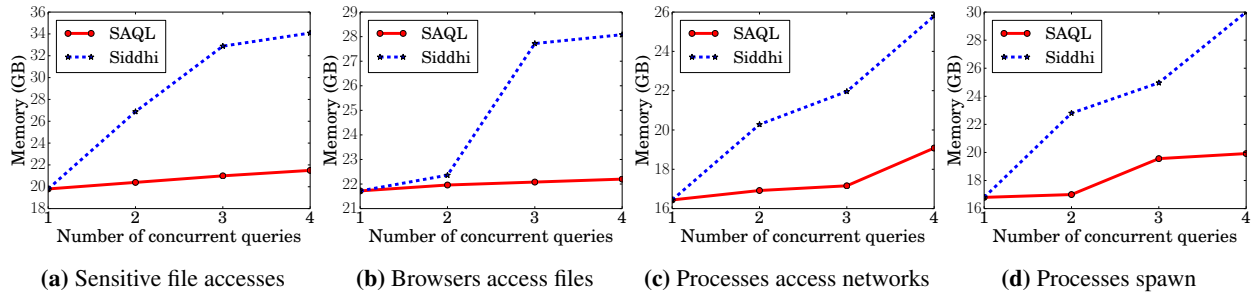 36
34
32
30
28
26
24
22
20
18
Memory (GB)
SAQL
Siddhi
1 2 3 4
Number of concurrent queries
(a) Sensitive file accesses
29
28
27
26
25
24
23
22
21
Memory (GB)
SAQL
Siddhi
1 2 3 4
Number of concurrent queries
(b) Browsers access files
26
24
22
20
18
16
Memory (GB)
SAQL
Siddhi
1 2 3 4
Number of concurrent queries
(c) Processes access networks
30
28
26
24
22
20
18
16
Memory (GB)
SAQL
Siddhi
1 2 3 4
Number of concurrent queries
(d) Processes spawn